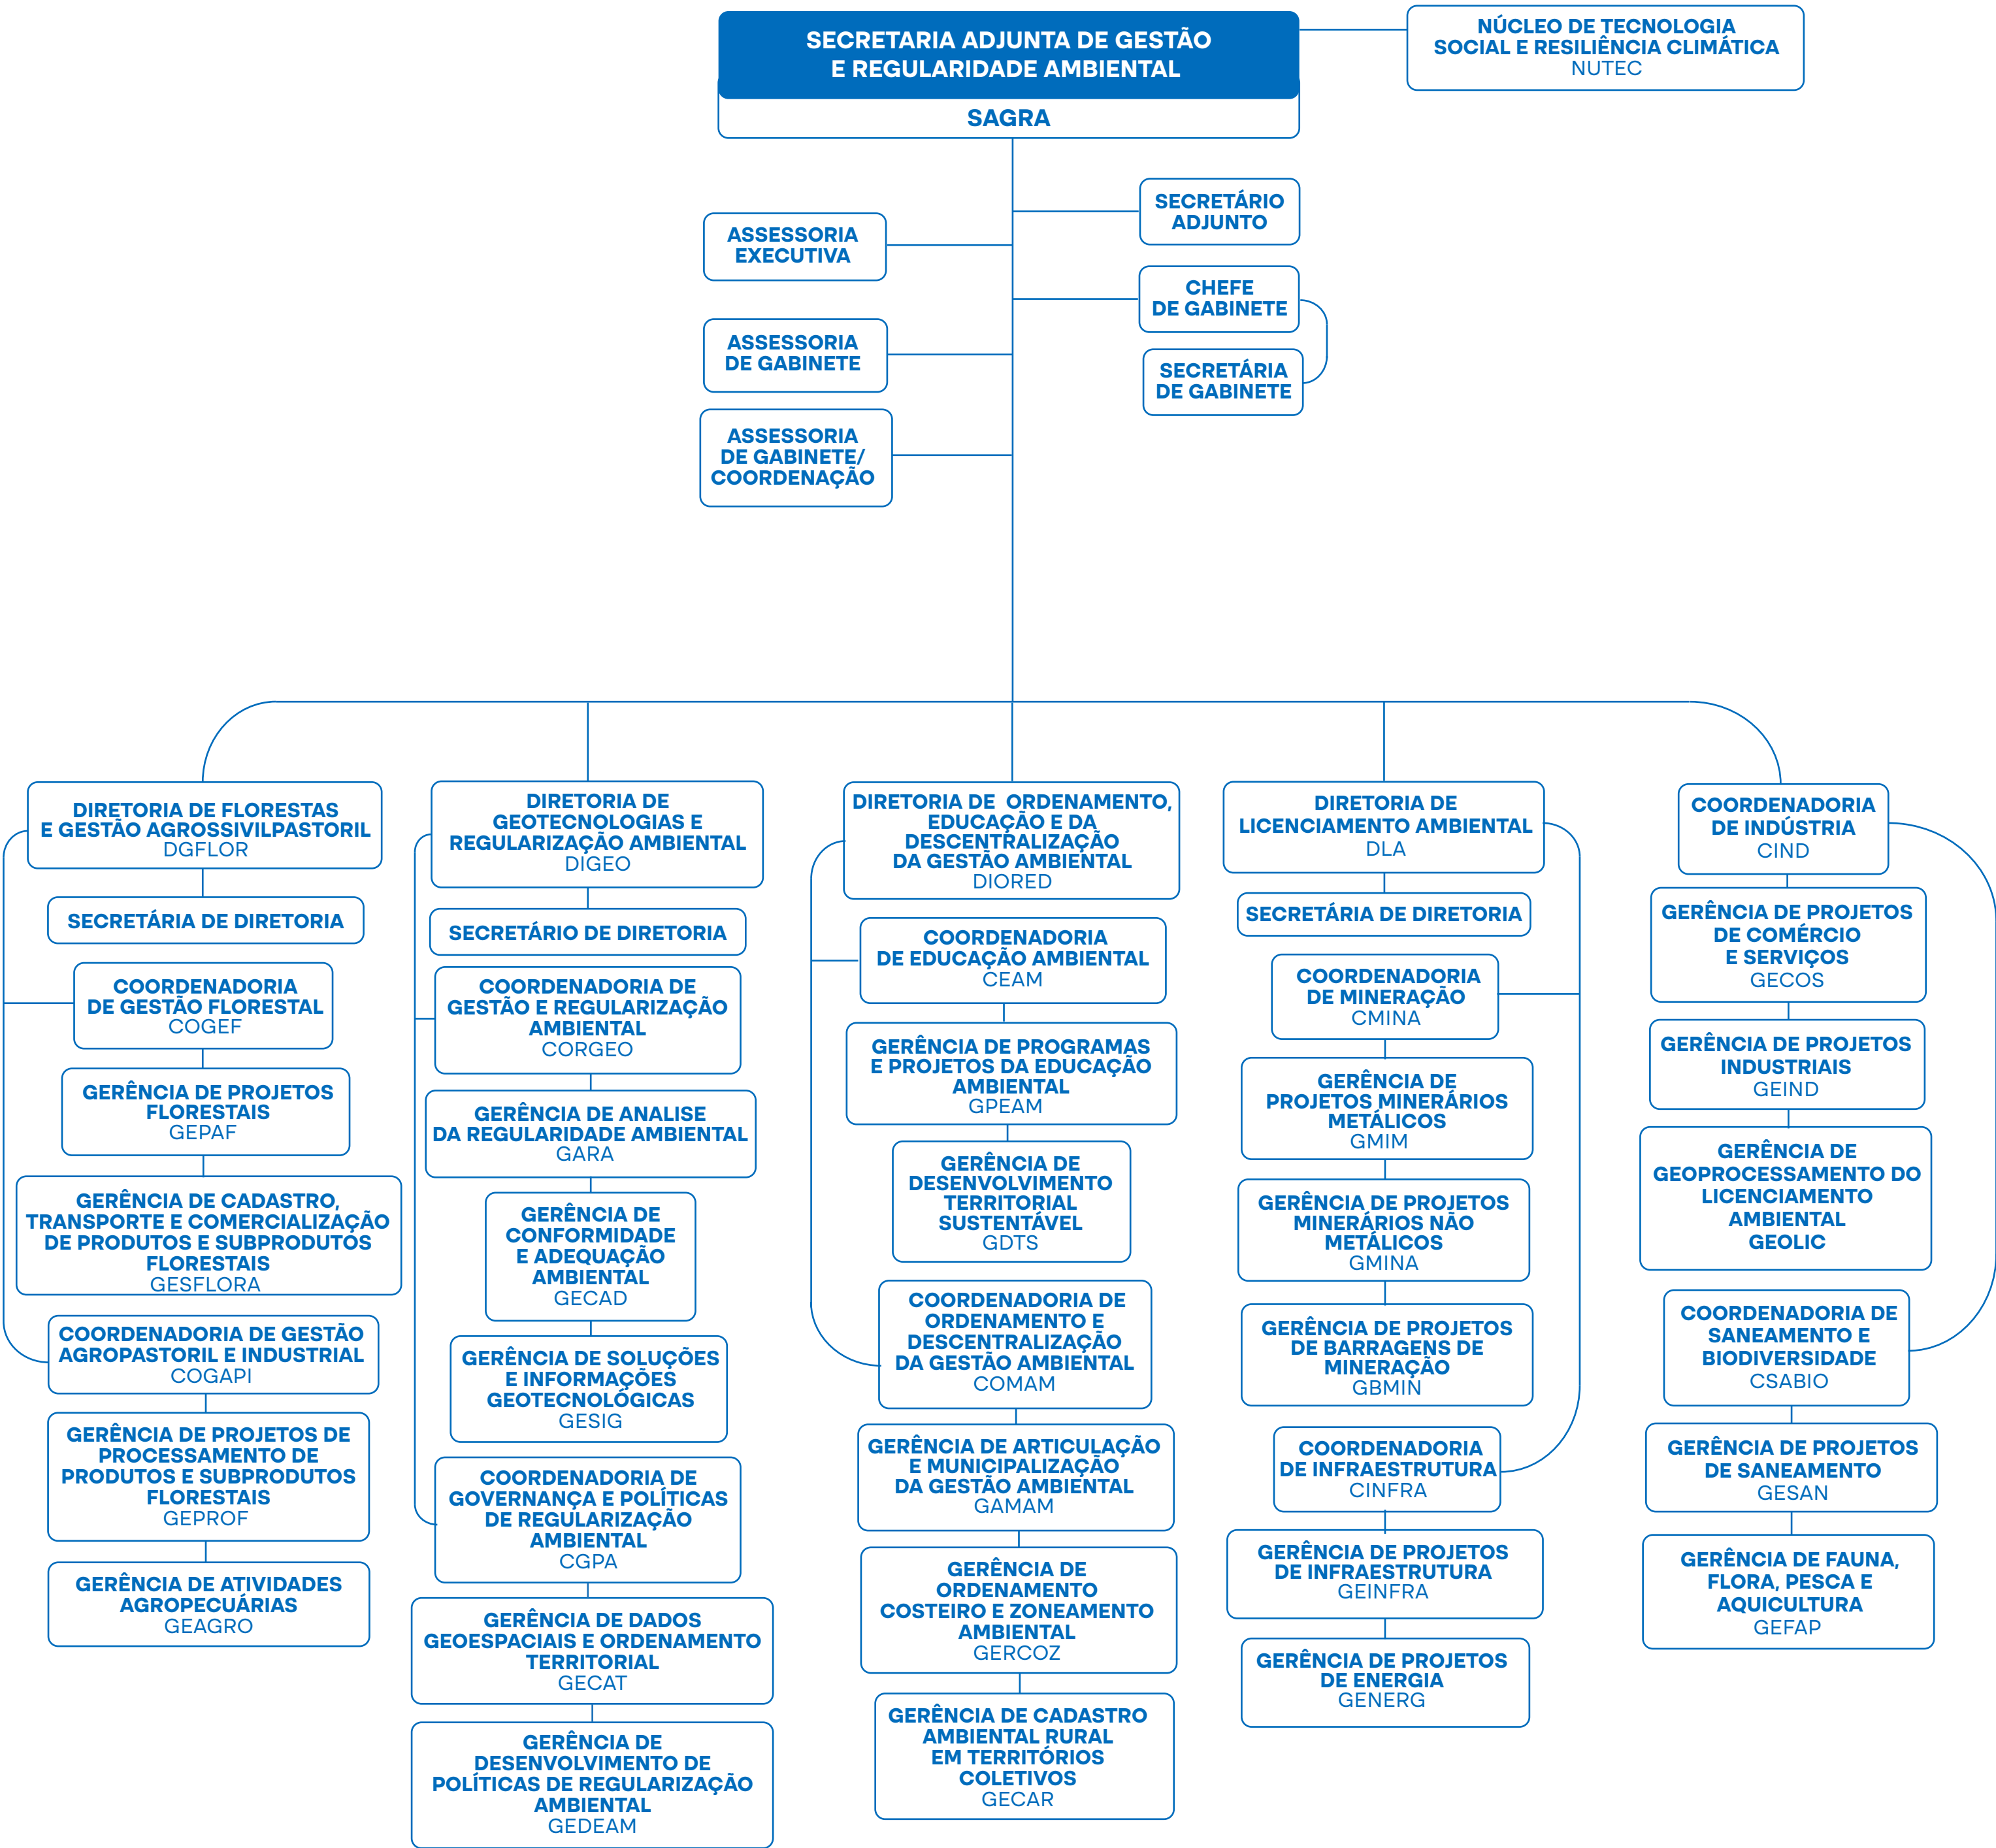 SECRETARIA ADJUNTA DE GESTÃO
E REGULARIDADE AMBIENTAL
SAGRA
NÚCLEO DE TECNOLOGIA
SOCIAL E RESILIÊNCIA CLIMÁTICA
NUTEC
SECRETÁRIO
ADJUNTO
ASSESSORIA
EXECUTIVA
CHEFE
DE GABINETE
ASSESSORIA
DE GABINETE
SECRETÁRIA
DE GABINETE
ASSESSORIA
DE GABINETE/
COORDENAÇÃO
DIRETORIA DE FLORESTAS
E GESTÃO AGROSSIVILPASTORIL
DGFLOR
SECRETÁRIA DE DIRETORIA
COORDENADORIA
DE GESTÃO FLORESTAL
COGEF
GERÊNCIA DE PROJETOS
FLORESTAIS
GEPAF
GERÊNCIA DE CADASTRO,
TRANSPORTE E COMERCIALIZAÇÃO
DE PRODUTOS E SUBPRODUTOS
FLORESTAIS
GESFLORA
COORDENADORIA DE GESTÃO
AGROPASTORIL E INDUSTRIAL
COGAPI
GERÊNCIA DE PROJETOS DE
PROCESSAMENTO DE
PRODUTOS E SUBPRODUTOS
FLORESTAIS
GEPROF
GERÊNCIA DE ATIVIDADES
AGROPECUÁRIAS
GEAGRO
DIRETORIA DE
GEOTECNOLOGIAS E
REGULARIZAÇÃO AMBIENTAL
DIGEO
SECRETÁRIO DE DIRETORIA
COORDENADORIA DE
GESTÃO E REGULARIZAÇÃO
AMBIENTAL
CORGEO
GERÊNCIA DE ANALISE
DA REGULARIDADE AMBIENTAL
GARA
GERÊNCIA DE
CONFORMIDADE
E ADEQUAÇÃO
AMBIENTAL
GECAD
GERÊNCIA DE SOLUÇÕES
E INFORMAÇÕES
GEOTECNOLÓGICAS
GESIG
COORDENADORIA DE
GOVERNANÇA E POLÍTICAS
DE REGULARIZAÇÃO
AMBIENTAL
CGPA
GERÊNCIA DE DADOS
GEOESPACIAIS E ORDENAMENTO
TERRITORIAL
GECAT
GERÊNCIA DE
DESENVOLVIMENTO DE
POLÍTICAS DE REGULARIZAÇÃO
AMBIENTAL
GEDEAM
DIRETORIA DE ORDENAMENTO,
EDUCAÇÃO E DA
DESCENTRALIZAÇÃO
DA GESTÃO AMBIENTAL
DIORED
COORDENADORIA
DE EDUCAÇÃO AMBIENTAL
CEAM
GERÊNCIA DE PROGRAMAS
E PROJETOS DA EDUCAÇÃO
AMBIENTAL
GPEAM
GERÊNCIA DE
DESENVOLVIMENTO
TERRITORIAL
SUSTENTÁVEL
GDTS
COORDENADORIA DE
ORDENAMENTO E
DESCENTRALIZAÇÃO
DA GESTÃO AMBIENTAL
COMAM
GERÊNCIA DE ARTICULAÇÃO
E MUNICIPALIZAÇÃO
DA GESTÃO AMBIENTAL
GAMAM
GERÊNCIA DE
ORDENAMENTO
COSTEIRO E ZONEAMENTO
AMBIENTAL
GERCOZ
GERÊNCIA DE CADASTRO
AMBIENTAL RURAL
EM TERRITÓRIOS
COLETIVOS
GECAR
DIRETORIA DE
LICENCIAMENTO AMBIENTAL
DLA
SECRETÁRIA DE DIRETORIA
COORDENADORIA
DE MINERAÇÃO
CMINA
GERÊNCIA DE
PROJETOS MINERÁRIOS
METÁLICOS
GMIM
GERÊNCIA DE PROJETOS
MINERÁRIOS NÃO
METÁLICOS
GMINA
GERÊNCIA DE PROJETOS
DE BARRAGENS DE
MINERAÇÃO
GBMIN
COORDENADORIA
DE INFRAESTRUTURA
CINFRA
GERÊNCIA DE PROJETOS
DE INFRAESTRUTURA
GEINFRA
GERÊNCIA DE PROJETOS
DE ENERGIA
GENERG
COORDENADORIA
DE INDÚSTRIA
CIND
GERÊNCIA DE PROJETOS
DE COMÉRCIO
E SERVIÇOS
GECOS
GERÊNCIA DE PROJETOS
INDUSTRIAIS
GEIND
GERÊNCIA DE
GEOPROCESSAMENTO DO
LICENCIAMENTO
AMBIENTAL
GEOLIC
COORDENADORIA DE
SANEAMENTO E
BIODIVERSIDADE
CSABIO
GERÊNCIA DE PROJETOS
DE SANEAMENTO
GESAN
GERÊNCIA DE FAUNA,
FLORA, PESCA E
AQUICULTURA
GEFAP